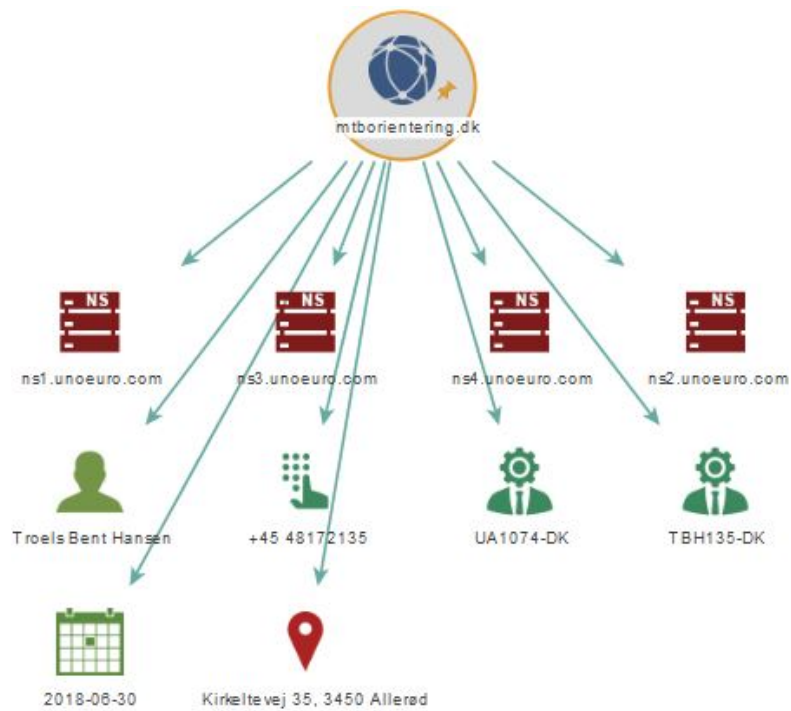 mtborientering.dk
NS
NS
NS
NS
ns1.unoeuro.com
ns3.unoeuro.com
ns4.unoeuro.com
ns2.unoeuro.com
Troels Bent Hansen
+45 48172135
UA1074-DK
TBH135-DK
2018-06-30
Kirkeltevej 35, 3450 Allerød